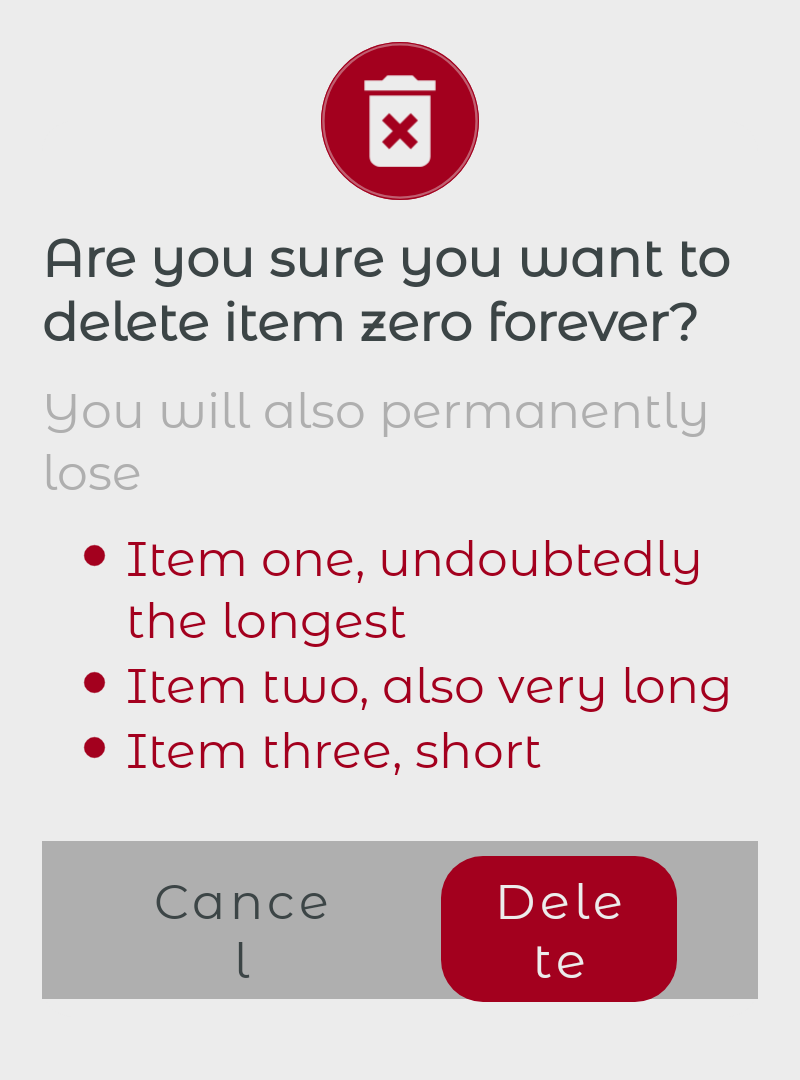 Are you sure you want to
delete item zero forever?
You will also permanently
lose
Item one, undoubtedly
the longest
Item two, also very long
Item three, short
Cance
l
Dele
te